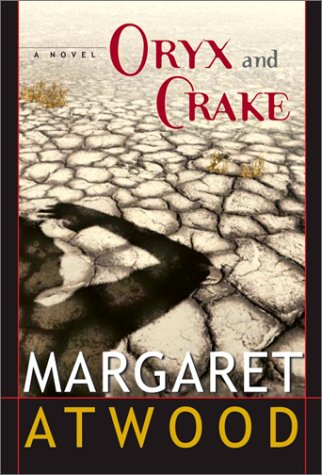 A NOVEL
ORYX and
CRAKE
MARGARET
ATWOOD